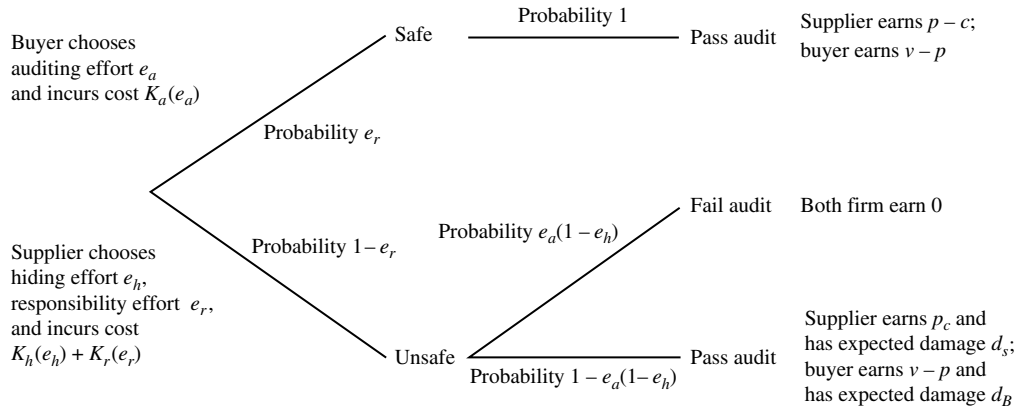 Buyer chooses
auditing effort e_a
and incurs cost K_a(e_a)
Supplier chooses
hiding effort e_h,
responsibility effort e_r,
and incurs cost
K_h(e_h) + K_r(e_r)
Probability e_r
Probability 1 – e_r
Safe
Unsafe
Probability 1
Probability e_a(1 – e_h)
Probability 1 – e_a(1– e_h)
Pass audit
Supplier earns p – c;
buyer earns v – p
Fail audit
Both firm earn 0
Pass audit
Supplier earns p_c and
has expected damage d_s;
buyer earns v – p and
has expected damage d_B